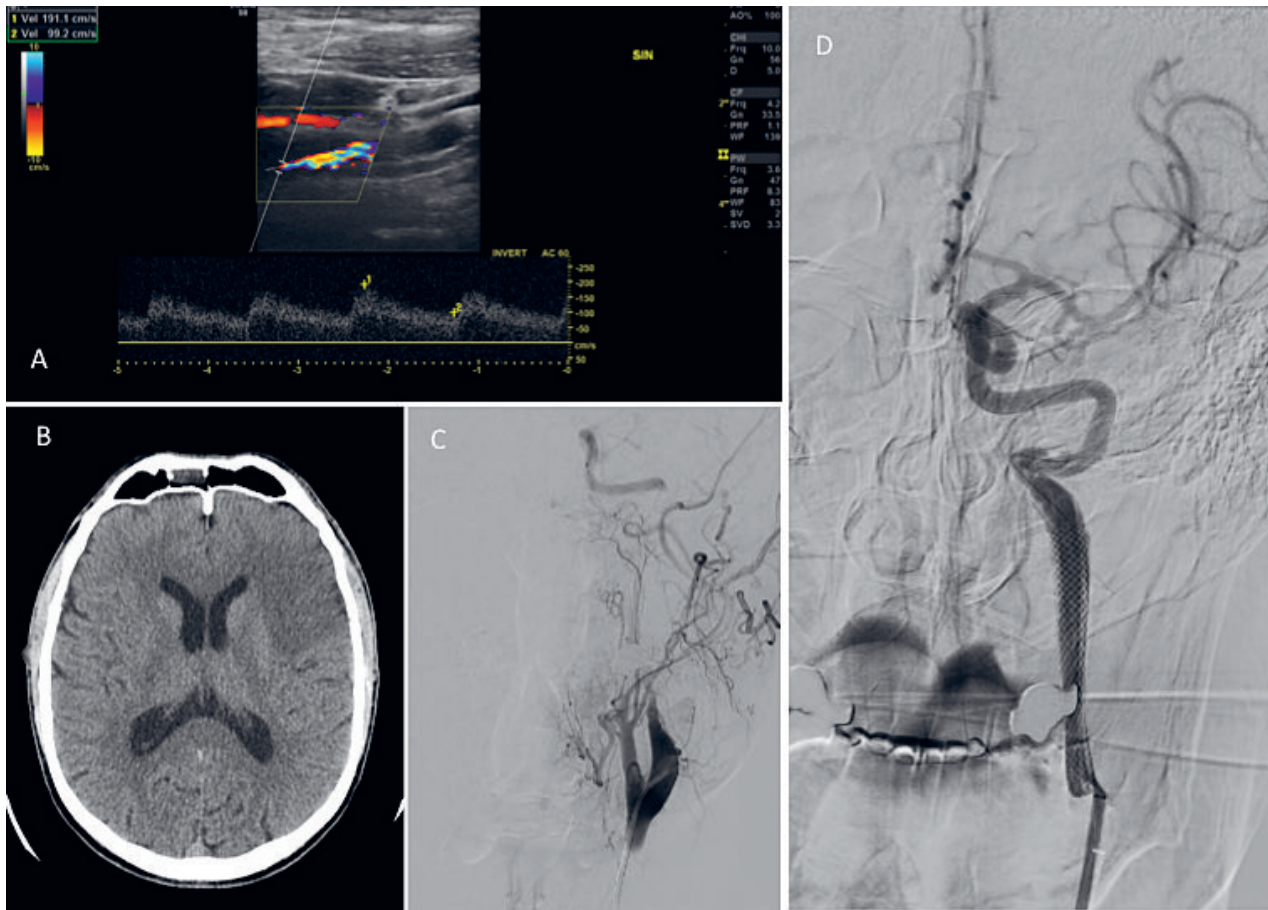 1 Vel 191.1 cm/s
2 Vel 99.2 cm/s
10
-10
cm/s
SIN
AO% 100
CHI
Frq 10.0
Gn 56
D 5.0
CF
Frq 4.2
Gn 33.5
PRF 1.1
WF 139
PW
Frq 3.6
Gn 47
PRF 8.3
WF 83
SV 2
SVD 3.3
INVERT AC 60
1
2
-250
-200
-150
-100
-50
cm/s
50
-5
-4
-3
-2
-1
-0
A
B
C
D